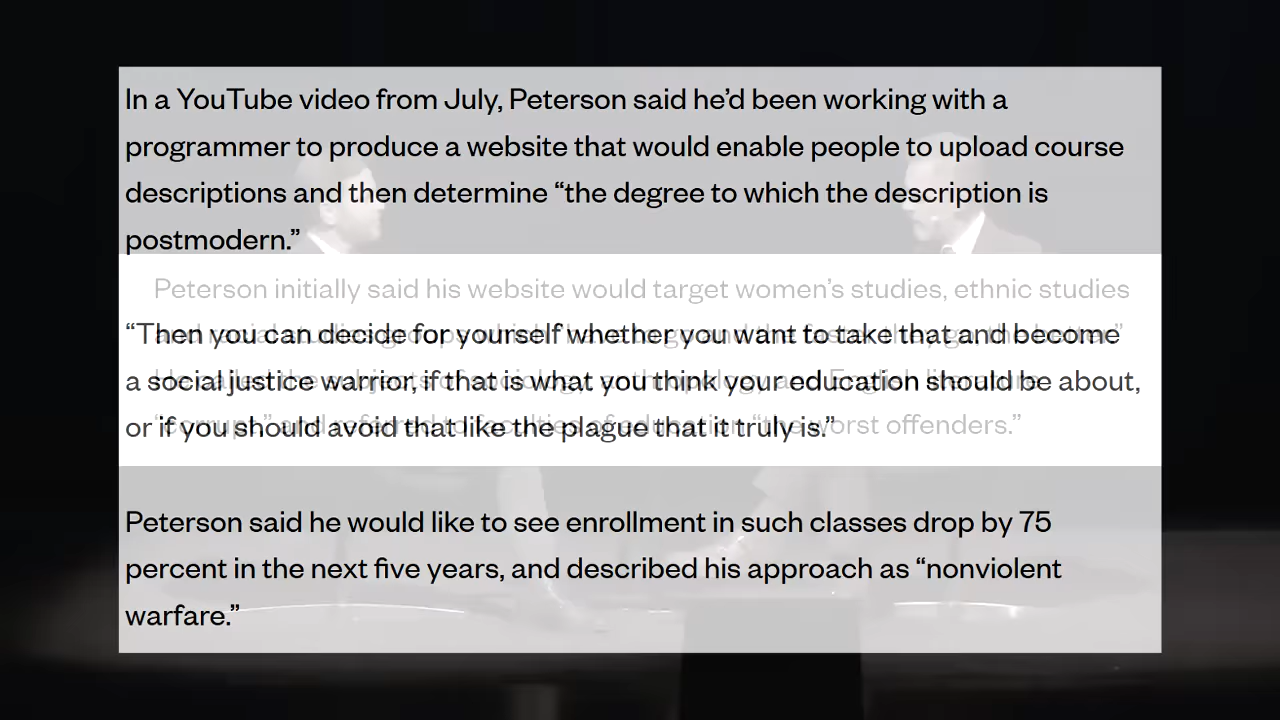 In a YouTube video from July, Peterson said he’d been working with a
programmer to produce a website that would enable people to upload course
descriptions and then determine “the degree to which the description is
postmodern.”
Peterson initially said his website would target women’s studies, ethnic studies
“Then you can decide for yourself whether you want to take that and become
a social justice warrior, if that is what you think your education should be about,
or if you should avoid that like the plague that it truly is.”
offenders.”
Peterson said he would like to see enrollment in such classes drop by 75
percent in the next five years, and described his approach as “nonviolent
warfare.”